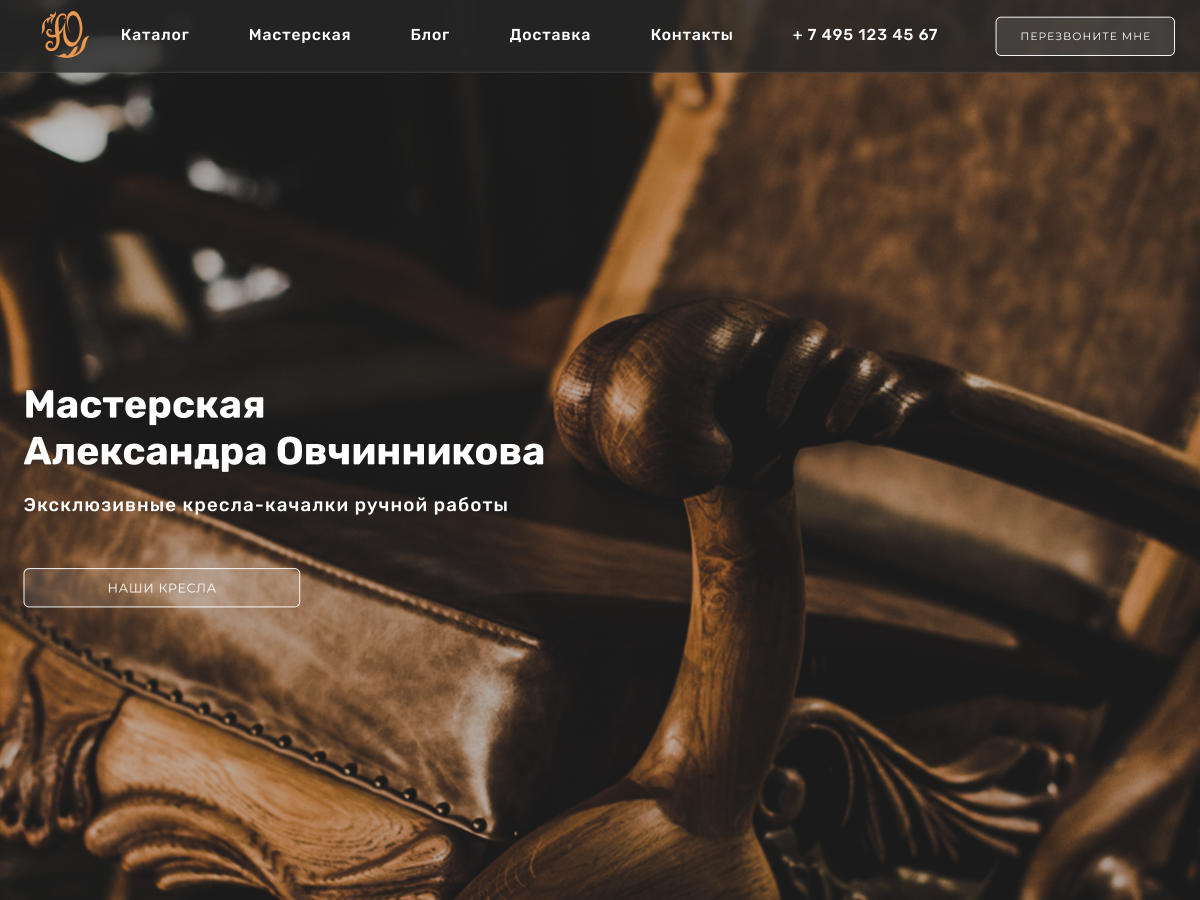 Каталог
Мастерская
Блог
Доставка
Контакты
+ 7 495 123 45 67
ПЕРЕЗВОНИТЕ МНЕ
Мастерская
Александра Овчинникова
Эксклюзивные кресла-качалки ручной работы
НАШИ КРЕСЛА